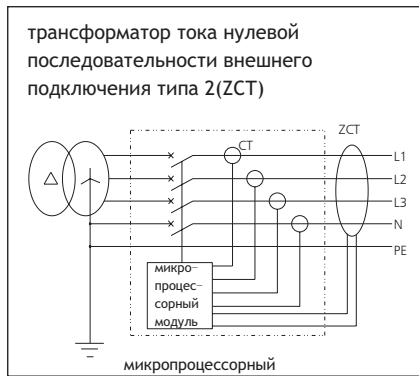 трансформатор тока нулевой
последовательности внешнего
подключения типа 2(ZCT)
ZCT
CT
L1
L2
L3
N
PE
микро-
процес-
сорный
модуль
микропроцессорный